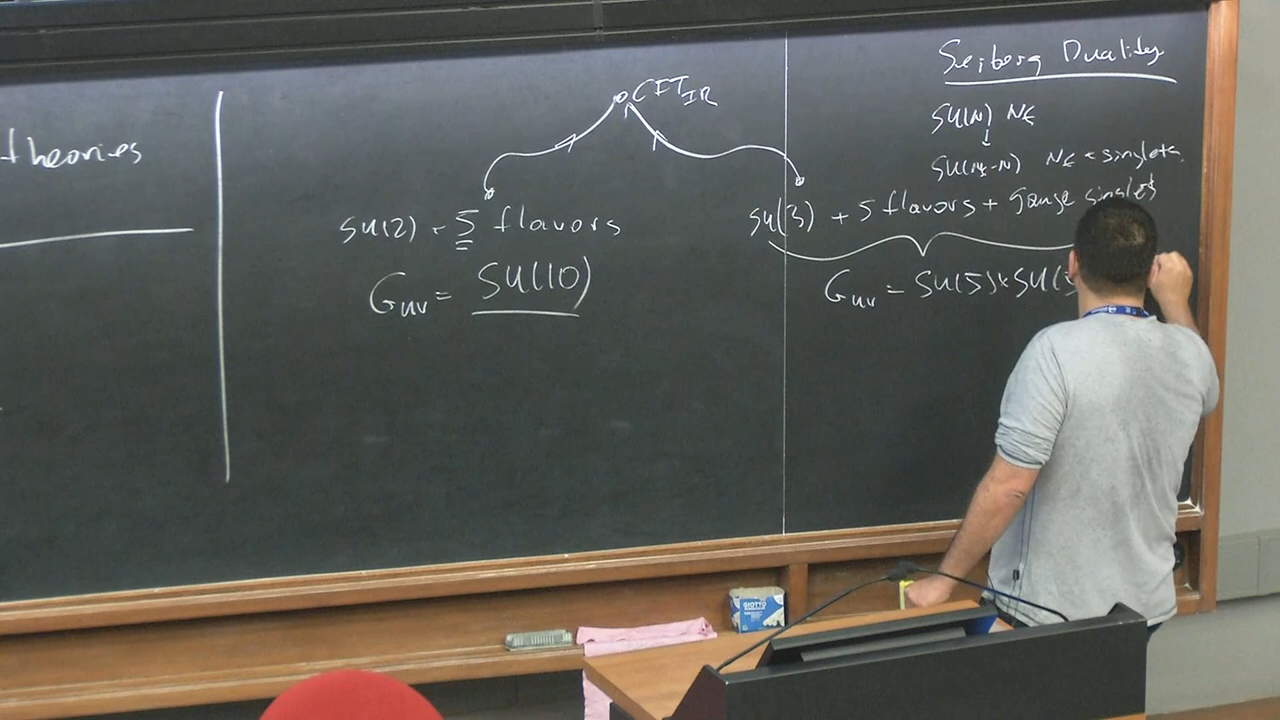 theories
CFT_IR
SU(2) + 5 flavors
G_UV = SU(10)
Seiberg Duality
SU(N) N_f
↓
SU(N_f-N) N_f + singlets
SU(3) + 5 flavors + gauge singlets
G_UV = SU(5) × SU(
GIOTTO